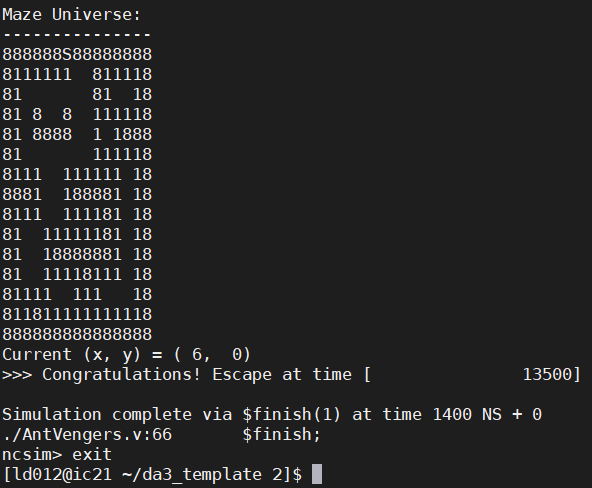 Maze Universe:
---------------
888888S88888888
8111111  811118
81       81  18
81 8  8  111118
81 8888  1 1888
81       111118
8111  111111 18
8881  188881 18
8111  111181 18
81  11111181 18
81  18888881 18
81  11118111 18
81111  111   18
811811111111118
888888888888888
Current (x, y) = ( 6,  0)
>>> Congratulations! Escape at time [               13500]
Simulation complete via $finish(1) at time 1400 NS + 0
./AntVengers.v:66       $finish;
ncsim> exit
[ld012@ic21 ~/da3_template 2]$